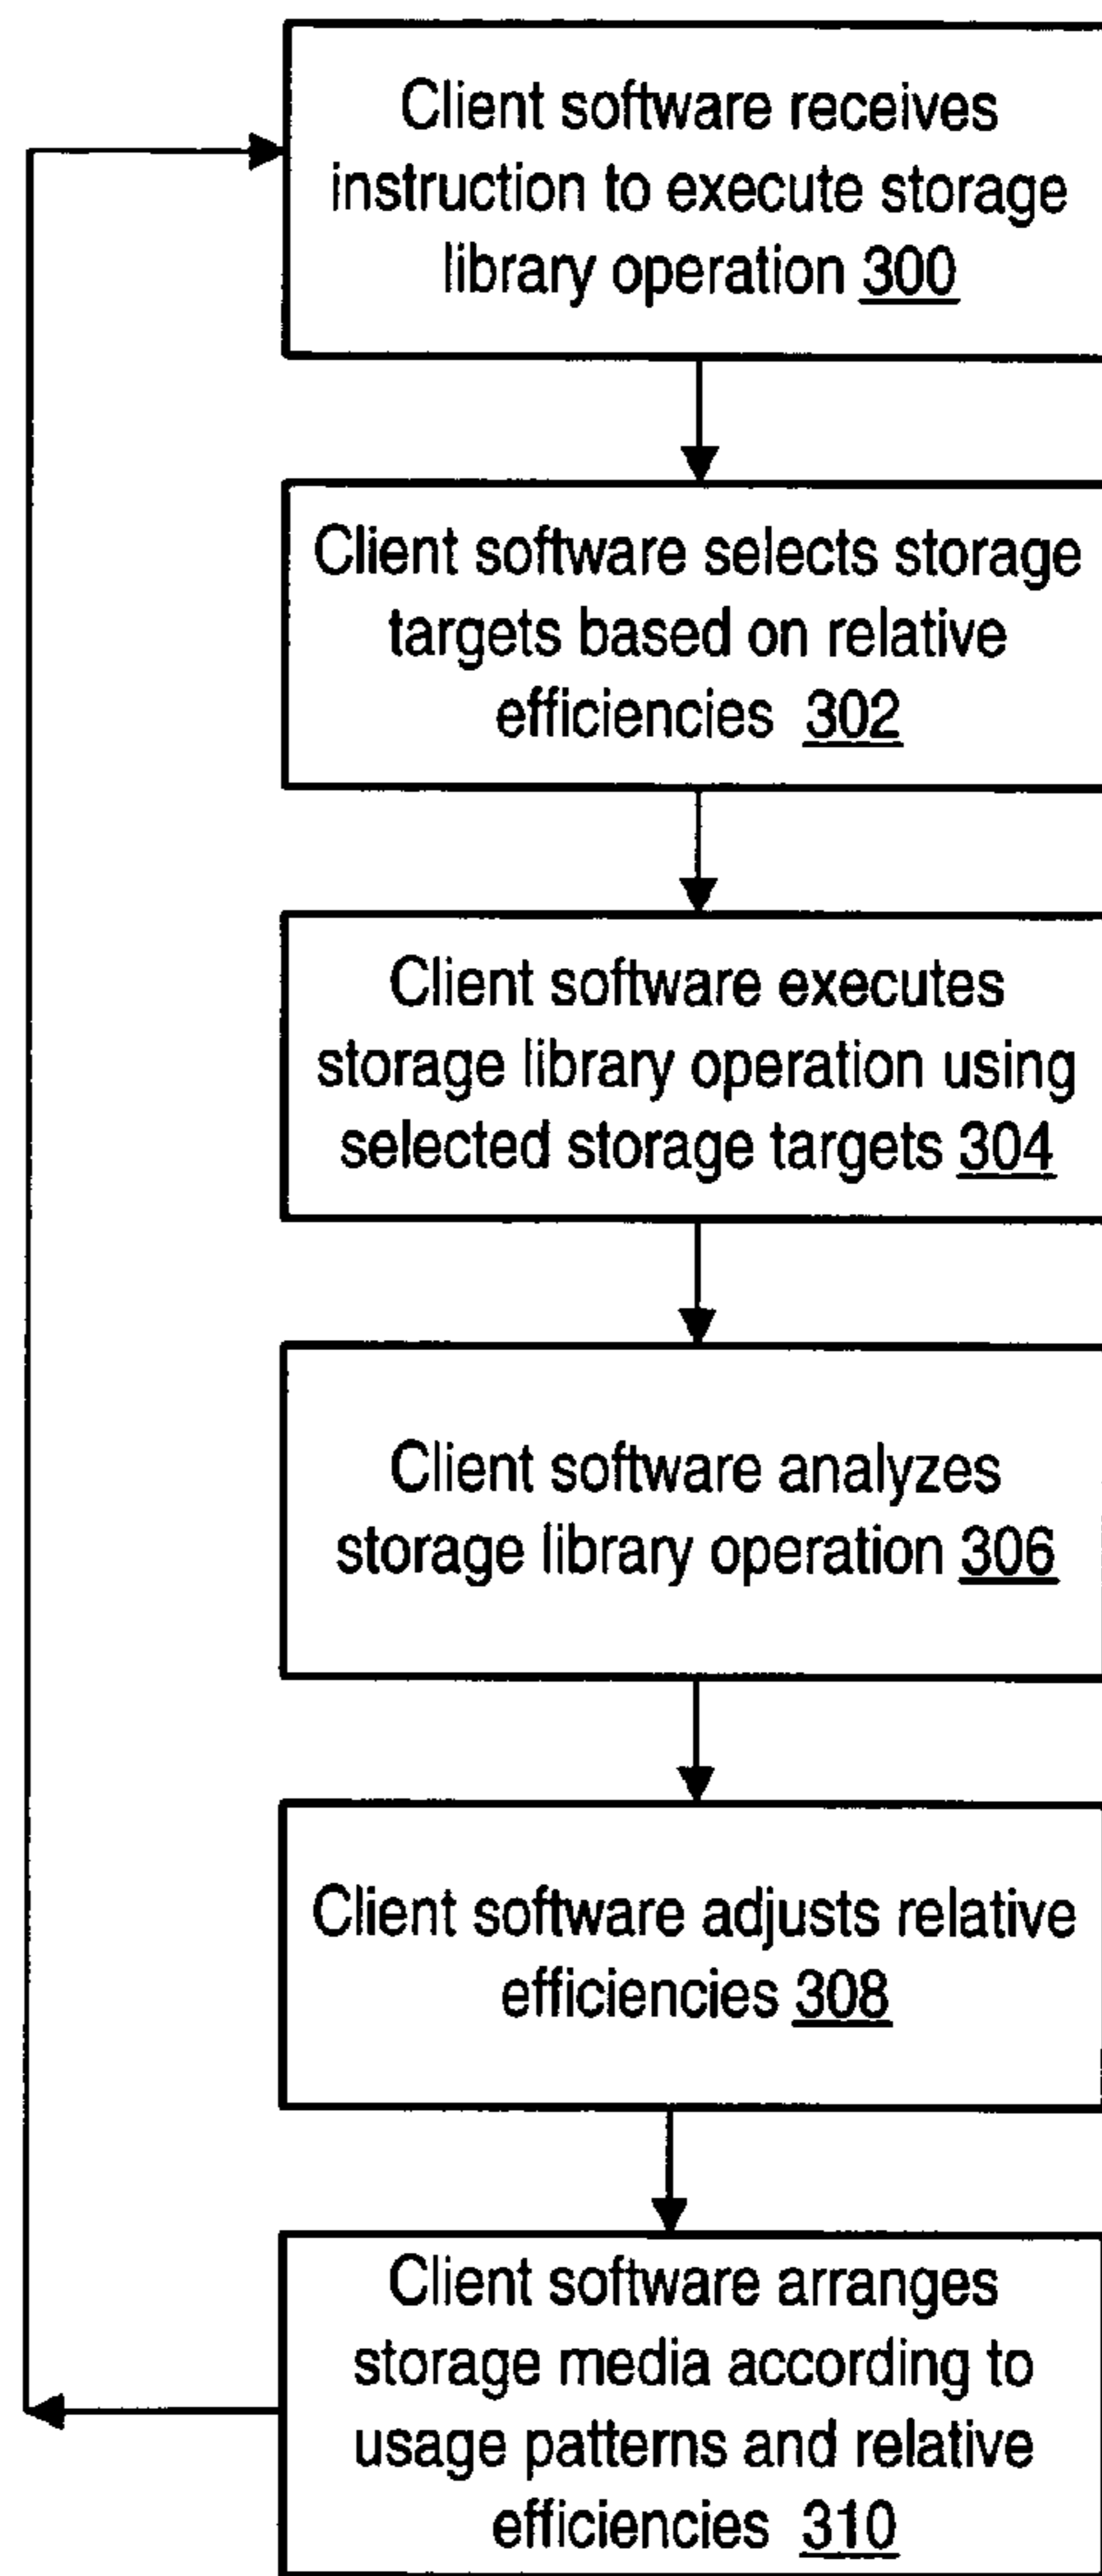 Client software receives
instruction to execute storage
library operation 300
Client software selects storage
targets based on relative
efficiencies 302
Client software executes
storage library operation using
selected storage targets 304
Client software analyzes
storage library operation 306
Client software adjusts relative
efficiencies 308
Client software arranges
storage media according to
usage patterns and relative
efficiencies 310